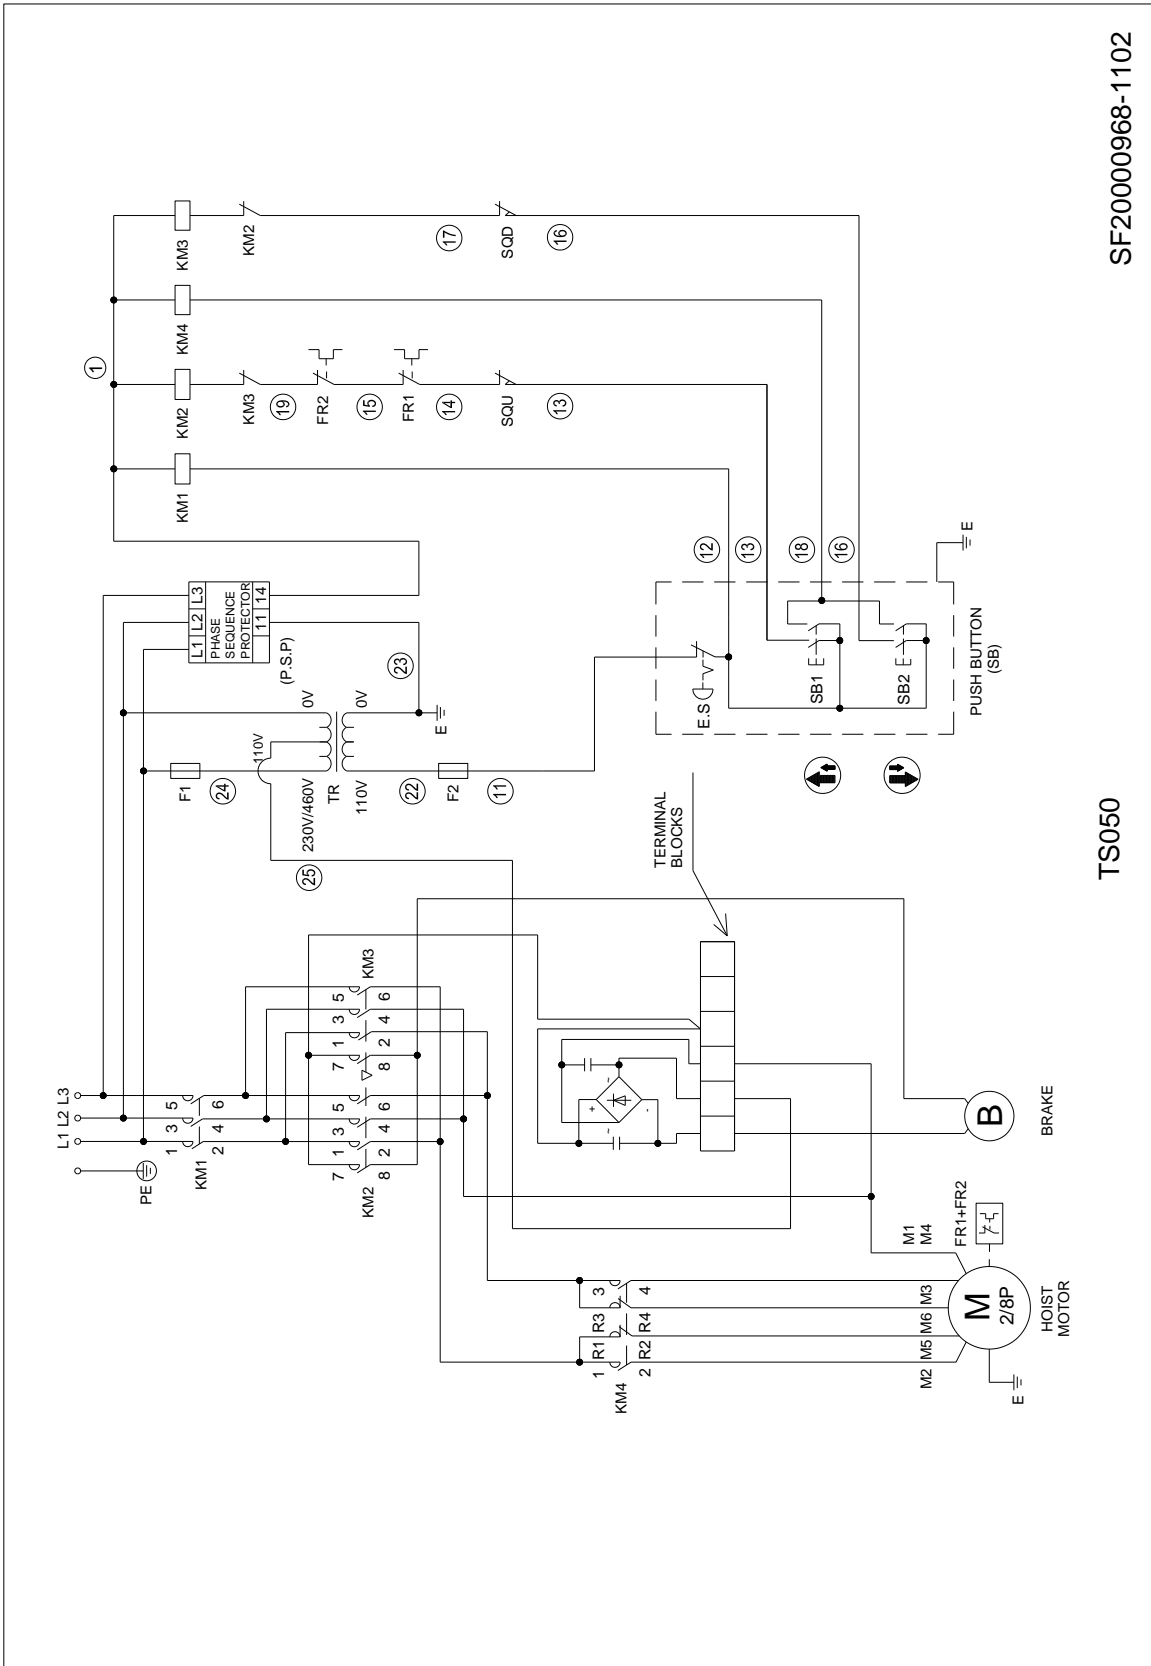 SF20000968-1102
TS050
L1 L2 L3
PE
KM1
1 3 5
2 4 6
KM2
7 1 3 5
8 2 4 6
KM3
7 1 3 5
8 2 4 6
F1
24
110V
0V
230V/460V
25
TR
110V
0V
22
F2
11
E
23
L1 L2 L3
PHASE
SEQUENCE
PROTECTOR
11 14
(P.S.P)
1
KM1
KM2
KM4
KM3
KM3
KM2
19
FR2
15
FR1
14
SQU
13
17
SQD
16
12
13
18
16
E.S
SB1
SB2
PUSH BUTTON
(SB)
E
TERMINAL
BLOCKS
+
~
-
~
B
BRAKE
KM4
1 R1 R3 3
2 R2 R4 4
M2 M5 M6 M3
M1
M4
FR1+FR2
M
2/8P
HOIST
MOTOR
E